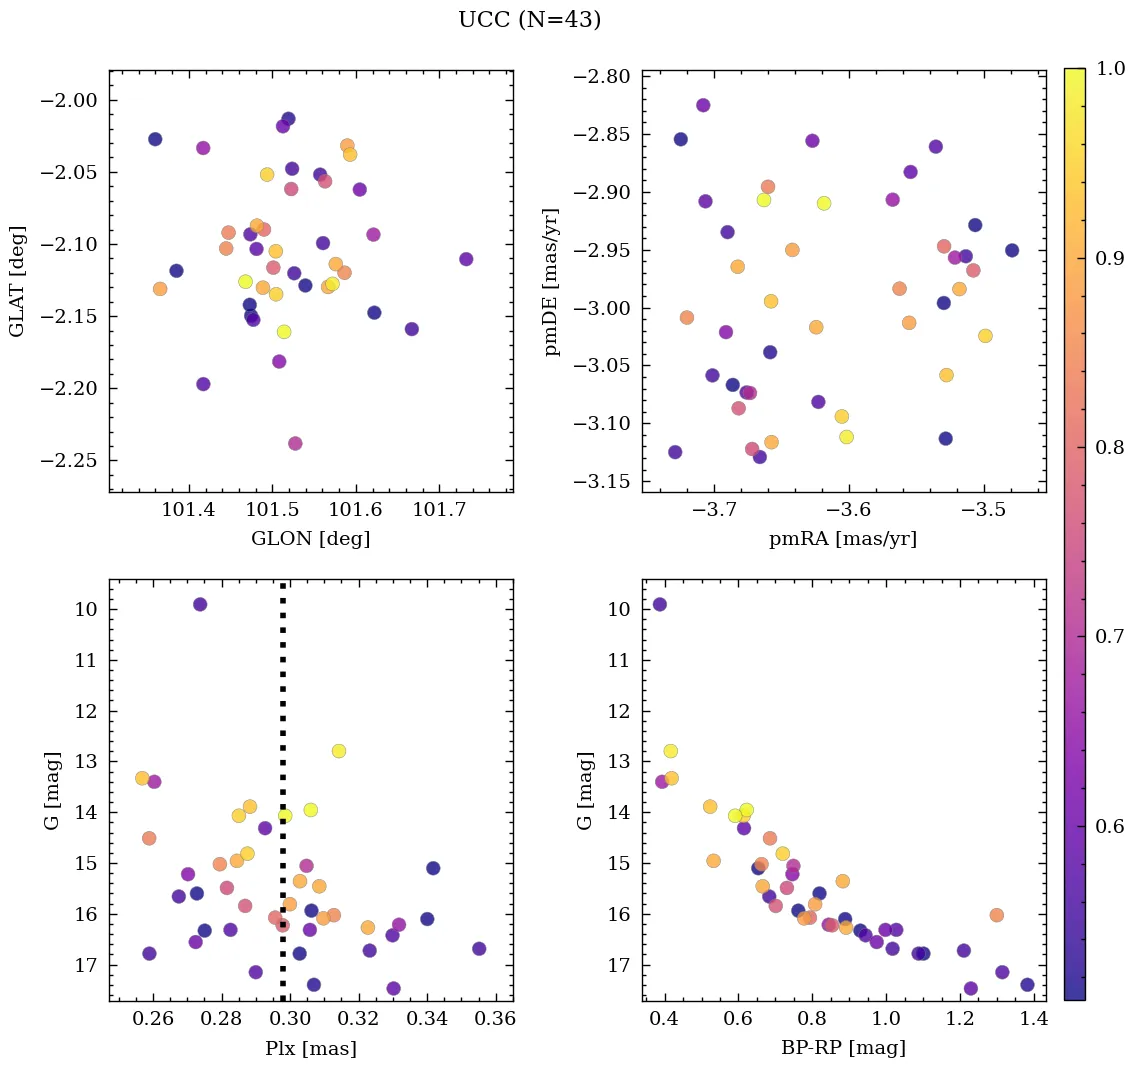 UCC (N=43)
−2.00
−2.05
−2.10
−2.15
−2.20
−2.25
GLAT [deg]
101.4 101.5 101.6 101.7
GLON [deg]
−2.80
−2.85
−2.90
−2.95
−3.00
−3.05
−3.10
−3.15
pmDE [mas/yr]
−3.7 −3.6 −3.5
pmRA [mas/yr]
1.0
0.9
0.8
0.7
0.6
10
11
12
13
14
15
16
17
G [mag]
0.26 0.28 0.30 0.32 0.34 0.36
Plx [mas]
10
11
12
13
14
15
16
17
G [mag]
0.4 0.6 0.8 1.0 1.2 1.4
BP-RP [mag]